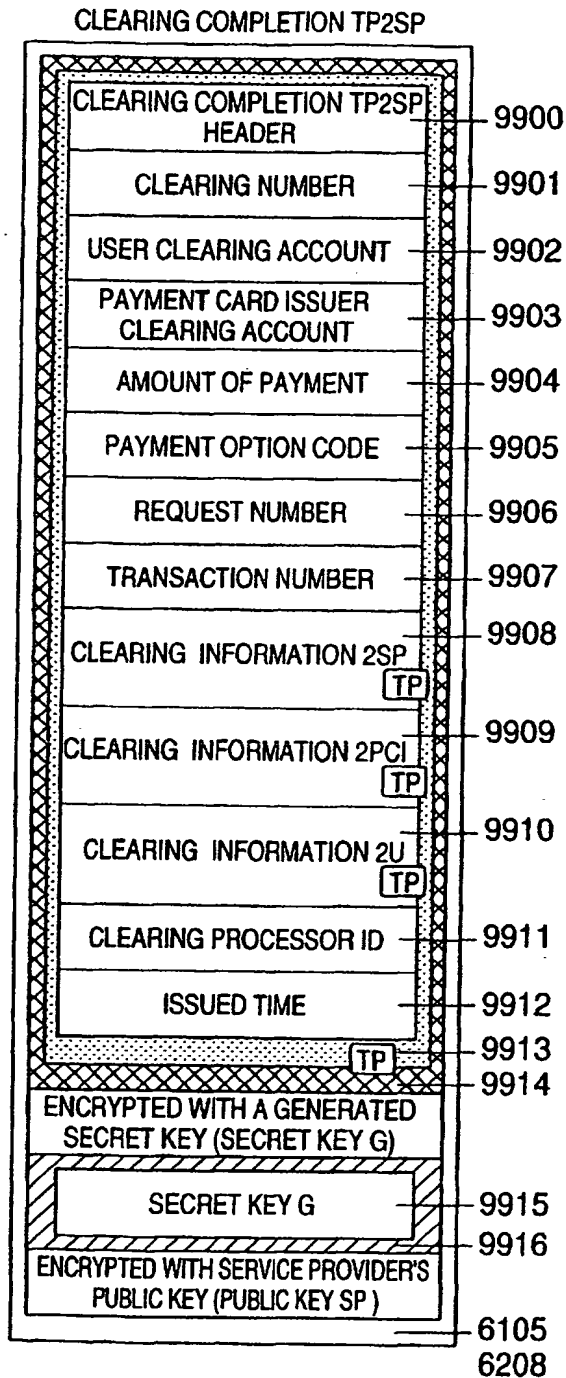 CLEARING COMPLETION TP2SP
CLEARING COMPLETION TP2SP
HEADER
9900
CLEARING NUMBER
9901
USER CLEARING ACCOUNT
9902
PAYMENT CARD ISSUER
CLEARING ACCOUNT
9903
AMOUNT OF PAYMENT
9904
PAYMENT OPTION CODE
9905
REQUEST NUMBER
9906
TRANSACTION NUMBER
9907
9908
CLEARING INFORMATION 2SP
TP
9909
CLEARING INFORMATION 2PCI
TP
9910
CLEARING INFORMATION 2U
TP
CLEARING PROCESSOR ID
9911
ISSUED TIME
9912
TP
9913
9914
ENCRYPTED WITH A GENERATED
SECRET KEY (SECRET KEY G)
SECRET KEY G
9915
9916
ENCRYPTED WITH SERVICE PROVIDER'S
PUBLIC KEY (PUBLIC KEY SP )
6105
6208